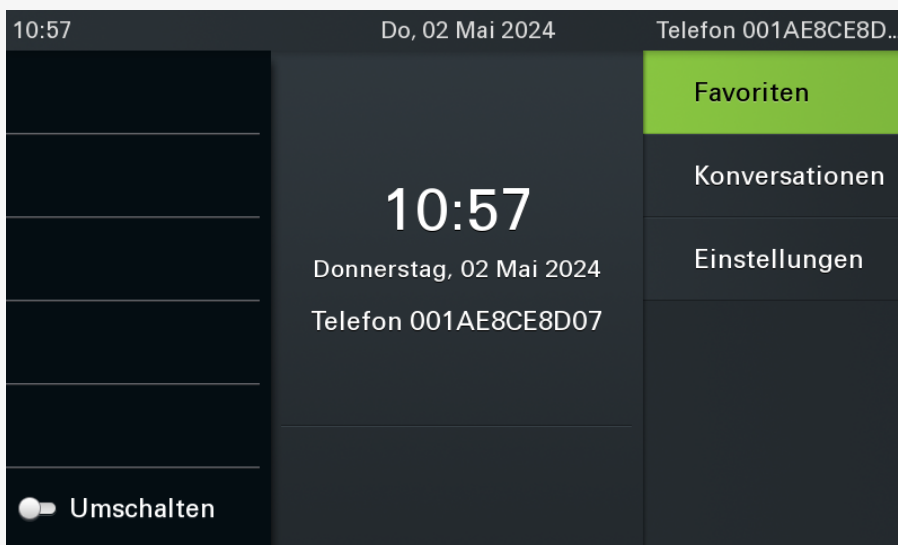 10:57 Do, 02 Mai 2024 Telefon 001AE8CE8D..
Favoriten
Konversationen
Einstellungen
10:57
Donnerstag, 02 Mai 2024
Telefon 001AE8CE8D07
Umschalten